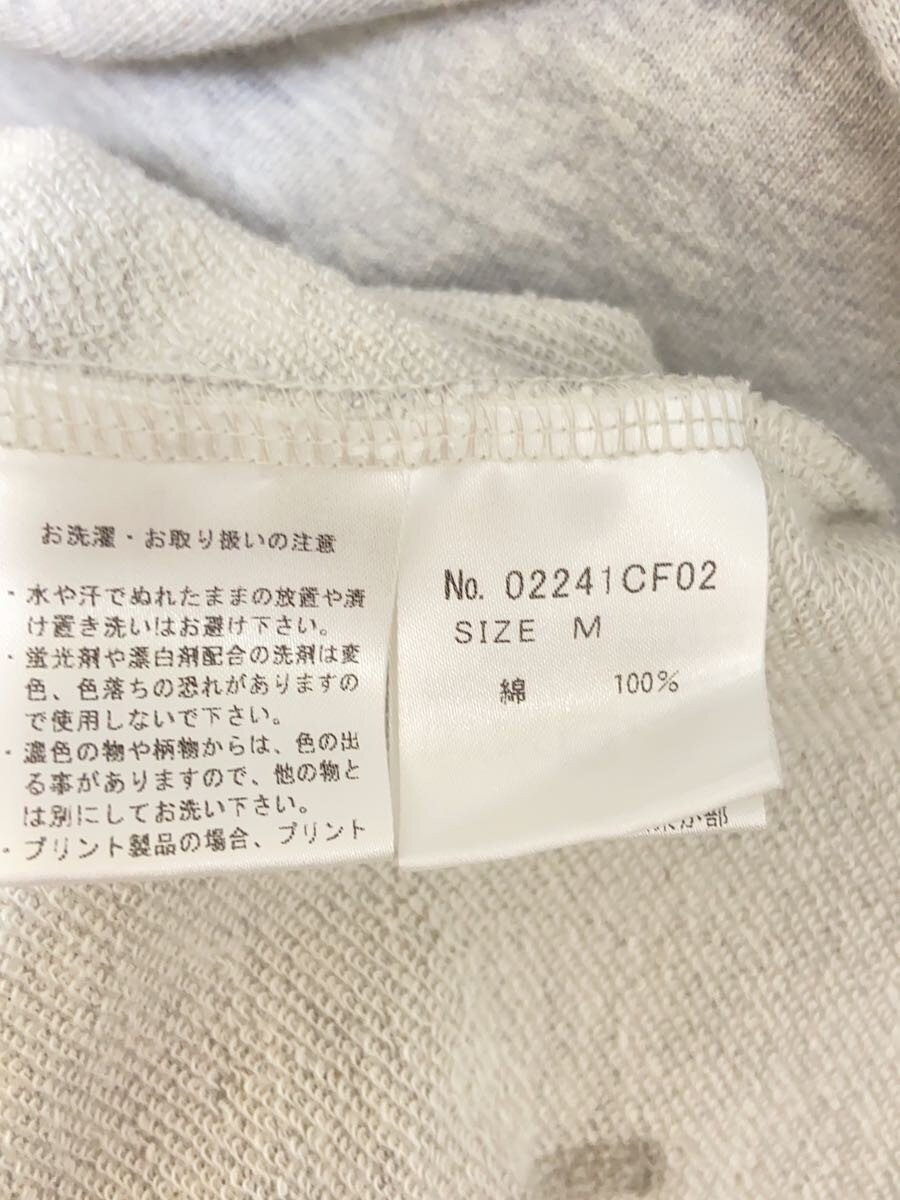 お洗濯・お取り扱いの注意
・水や汗でぬれたままの放置や漬
け置き洗いはお避け下さい。
・蛍光剤や漂白剤配合の洗剤は変
色、色落ちの恐れがありますの
で使用しないで下さい。
・濃色の物や柄物からは、色の出
る事がありますので、他の物と
は別にしてお洗い下さい。
・プリント製品の場合、プリント
No. 02241CF02
SIZE M
綿 100%
部